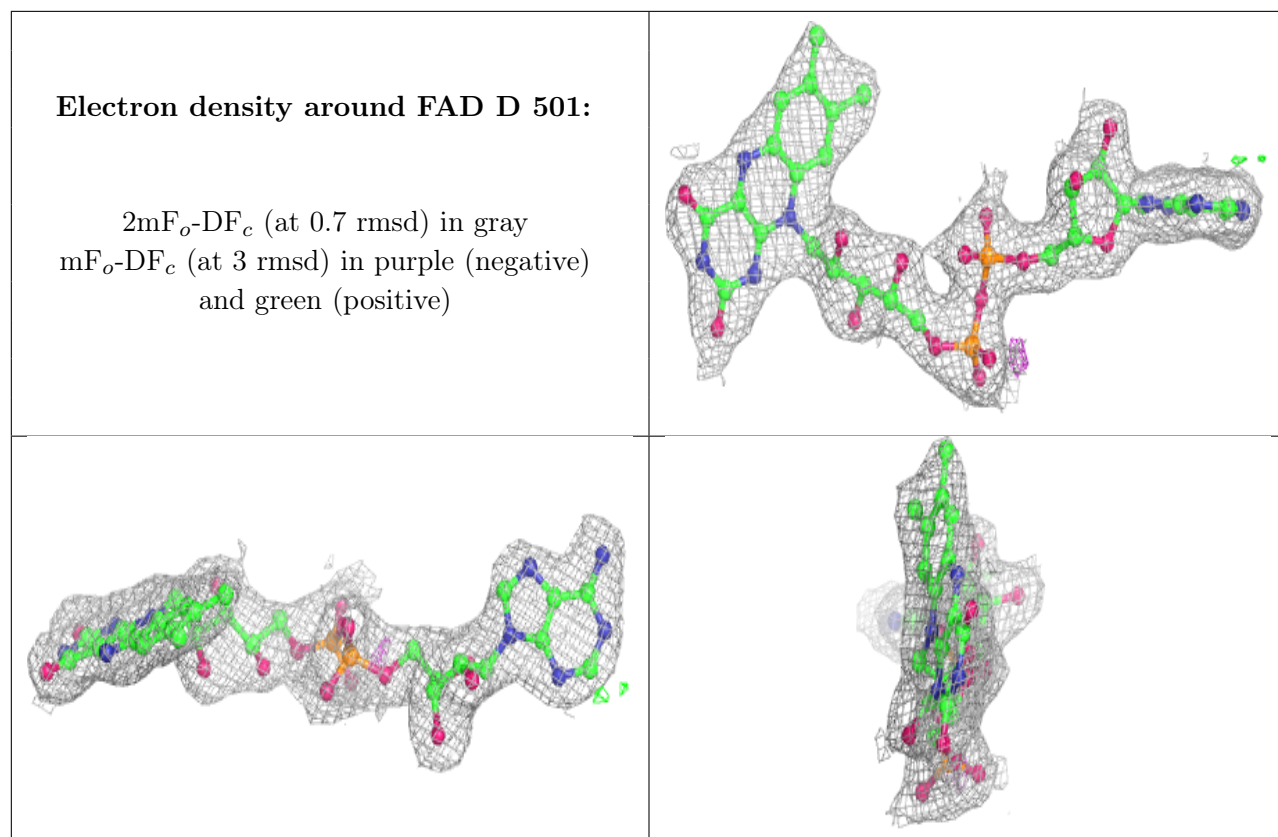 Electron density around FAD D 501:
2mFo-DFc (at 0.7 rmsd) in gray
mFo-DFc (at 3 rmsd) in purple (negative)
and green (positive)